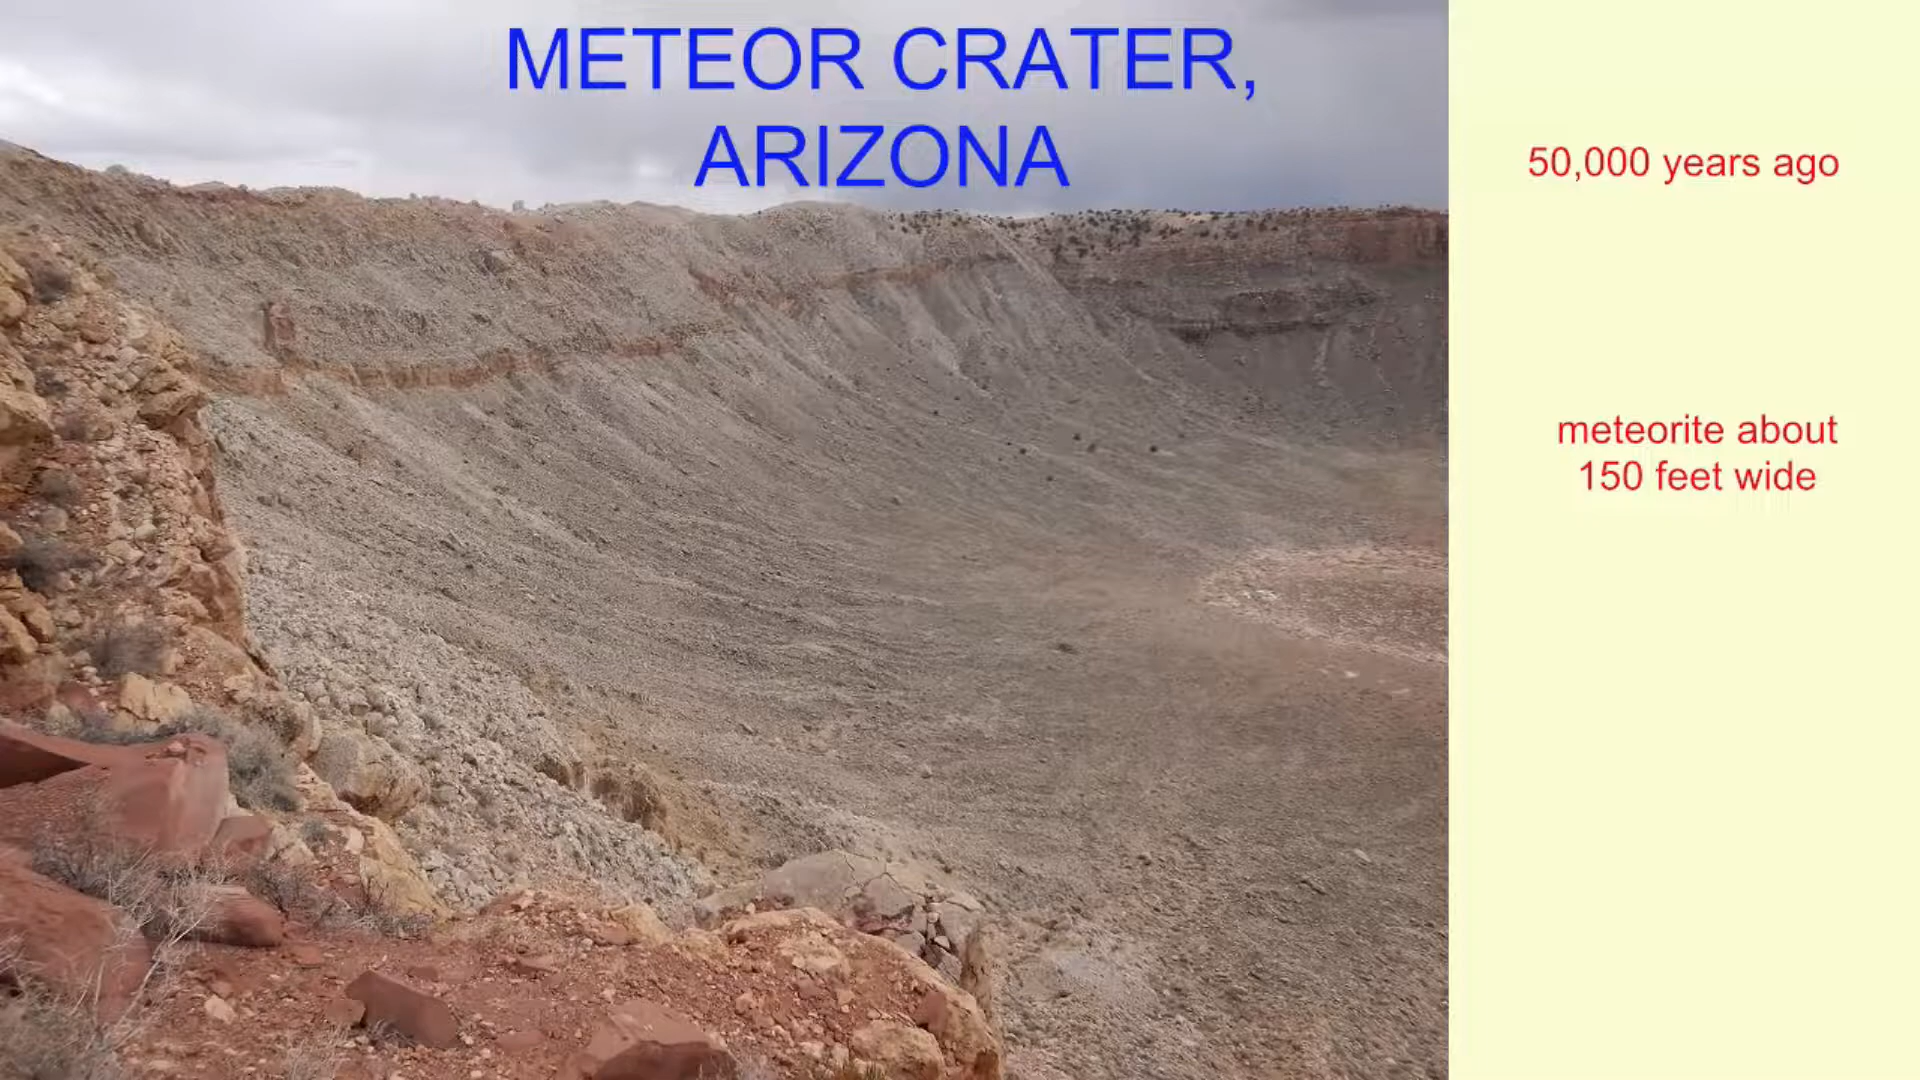 METEOR CRATER,
ARIZONA
50,000 years ago
meteorite about
150 feet wide